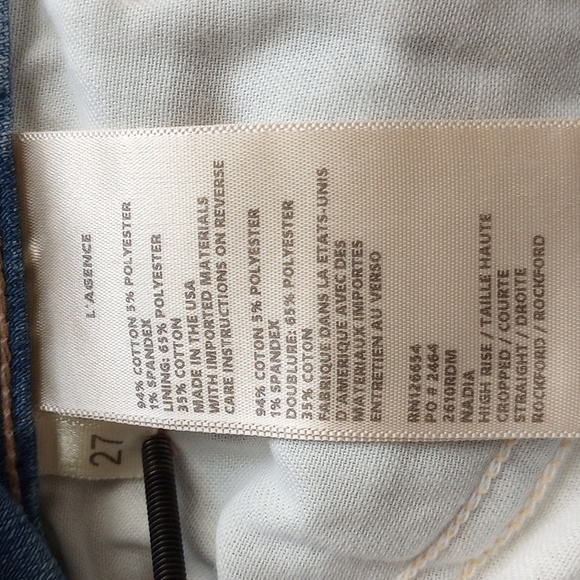 L'AGENCE
94% COTTON 5% POLYESTER
1% SPANDEX
LINING: 65% POLYESTER
35% COTTON
MADE IN THE USA
WITH IMPORTED MATERIALS
CARE INSTRUCTIONS ON REVERSE
94% COTON 5% POLYESTER
1% SPANDEX
DOUBLURE: 65% POLYESTER
35% COTON
FABRIQUE DANS LA ETATS-UNIS
D'AMERIQUE AVEC DES
MATERIAUX IMPORTES
ENTRETIEN AU VERSO
RN126654
PO # 2464
2610RDM
NADIA
HIGH RISE / TAILLE HAUTE
CROPPED / COURTE
STRAIGHT / DROITE
ROCKFORD / ROCKFORD
27